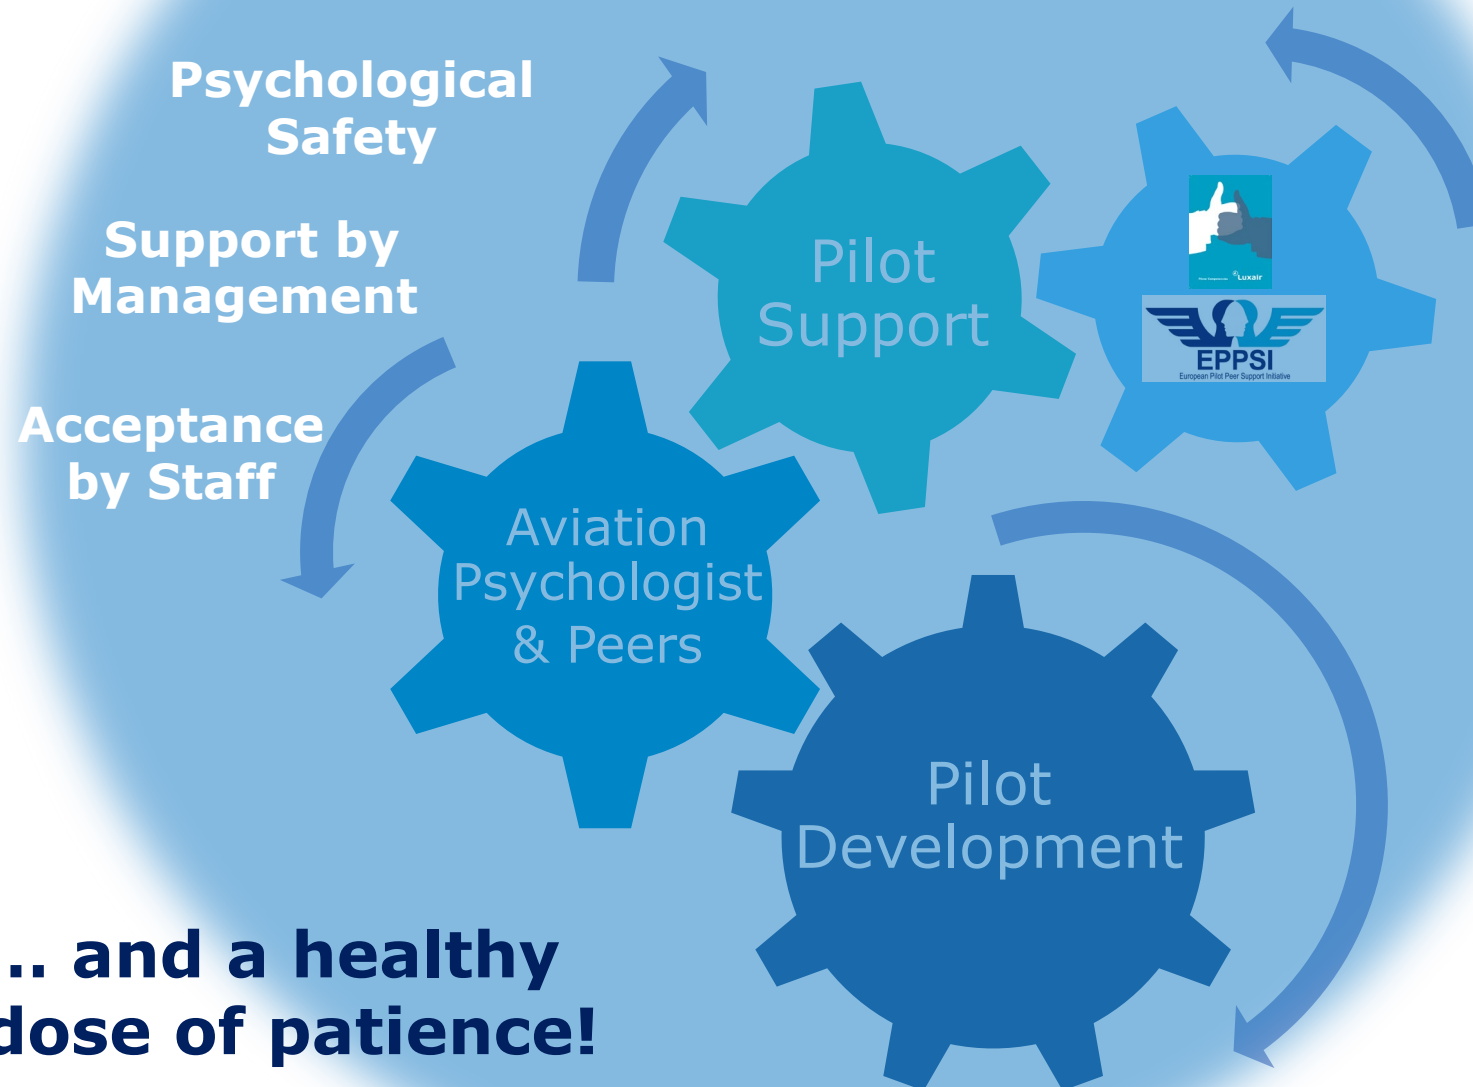 Psychological
Safety
Support by
Management
Acceptance
by Staff
Pilot
Support
Luxair
EPPSI
European Pilot Peer Support Initiative
Aviation
Psychologist
& Peers
Pilot
Development
.. and a healthy
dose of patience!